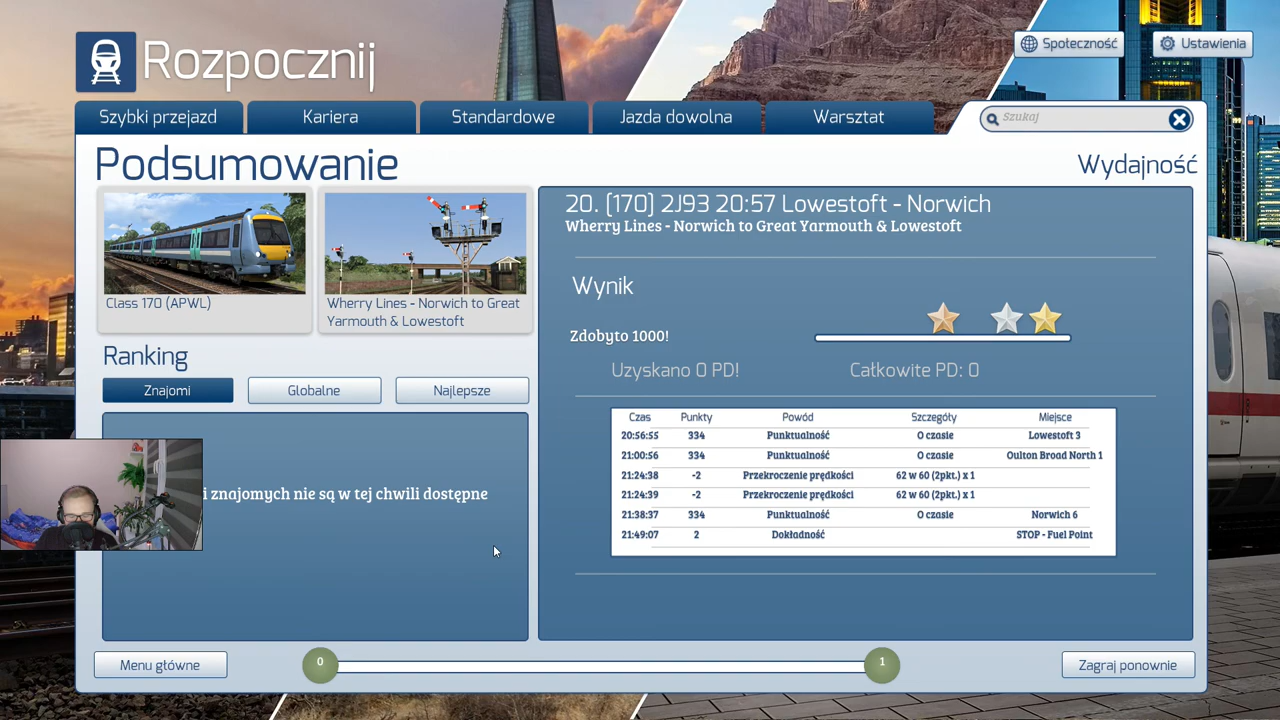 Rozpocznij
Społeczność
Ustawienia
Szybki przejazd
Kariera
Standardowe
Jazda dowolna
Warsztat
Szukaj
Podsumowanie
Wydajność
Class 170 (APWL)
Wherry Lines - Norwich to Great
Yarmouth & Lowestoft
Ranking
Znajomi
Globalne
Najlepsze
i znajomych nie są w tej chwili dostępne
20. [170] 2J93 20:57 Lowestoft - Norwich
Wherry Lines - Norwich to Great Yarmouth & Lowestoft
Wynik
Zdobyto 1000!
Uzyskano 0 PD!
Całkowite PD: 0
Czas Punkty Powód Szczegóły Miejsce
20:56:55 334 Punktualność O czasie Lowestoft 3
21:00:56 334 Punktualność O czasie Oulton Broad North 1
21:24:38 -2 Przekroczenie prędkości 62 w 60 (2pkt.) x 1
21:24:39 -2 Przekroczenie prędkości 62 w 60 (2pkt.) x 1
21:38:37 334 Punktualność O czasie Norwich 6
21:49:07 2 Dokładność STOP - Fuel Point
Menu główne
0
1
Zagraj ponownie